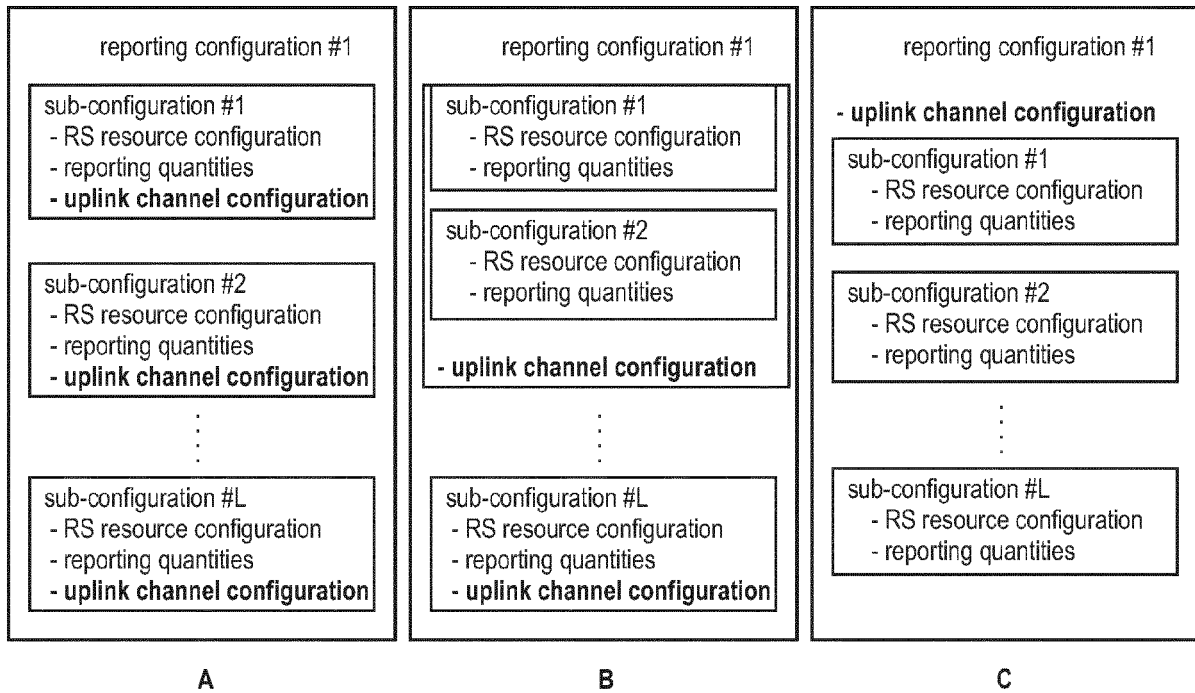 reporting configuration #1
sub-configuration #1
- RS resource configuration
- reporting quantities
- uplink channel configuration
sub-configuration #2
- RS resource configuration
- reporting quantities
- uplink channel configuration
sub-configuration #L
- RS resource configuration
- reporting quantities
- uplink channel configuration
A
reporting configuration #1
sub-configuration #1
- RS resource configuration
- reporting quantities
sub-configuration #2
- RS resource configuration
- reporting quantities
- uplink channel configuration
sub-configuration #L
- RS resource configuration
- reporting quantities
- uplink channel configuration
B
reporting configuration #1
- uplink channel configuration
sub-configuration #1
- RS resource configuration
- reporting quantities
sub-configuration #2
- RS resource configuration
- reporting quantities
sub-configuration #L
- RS resource configuration
- reporting quantities
C